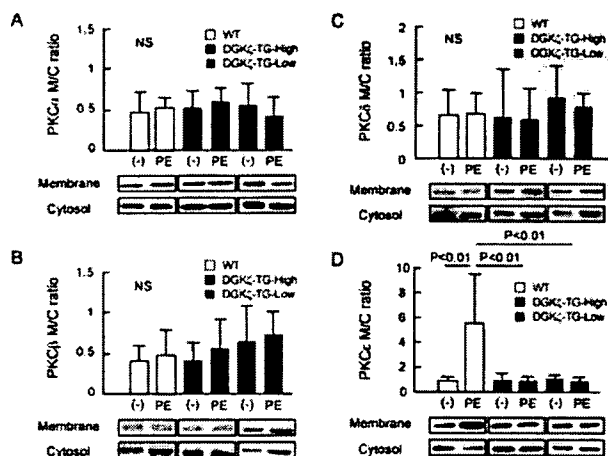 A
PKCα M/C ratio
NS
WT
DGKζ-TG-High
DGKζ-TG-Low
1.5
1
0.5
0
(-) PE (-) PE (-) PE
Membrane
Cytosol
B
PKCβ M/C ratio
NS
WT
DGKζ-TG-High
DGKζ-TG-Low
1.5
1
0.5
0
(-) PE (-) PE (-) PE
Membrane
Cytosol
C
PKCδ M/C ratio
NS
WT
DGKζ-TG-High
DGKζ-TG-Low
2
1.5
1
0.5
0
(-) PE (-) PE (-) PE
Membrane
Cytosol
D
PKCε M/C ratio
P<0.01
P<0.01 P<0.01
WT
DGKζ-TG-High
DGKζ-TG-Low
10
8
6
4
2
0
(-) PE (-) PE (-) PE
Membrane
Cytosol